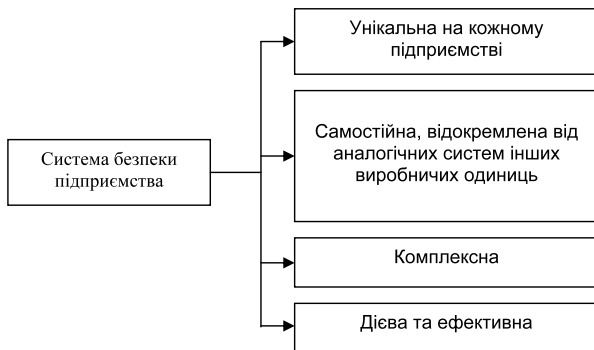 Система безпеки
підприємства
Унікальна на кожному
підприємстві
Самостійна, відокремлена від
аналогічних систем інших
виробничих одиниць
Комплексна
Дієва та ефективна